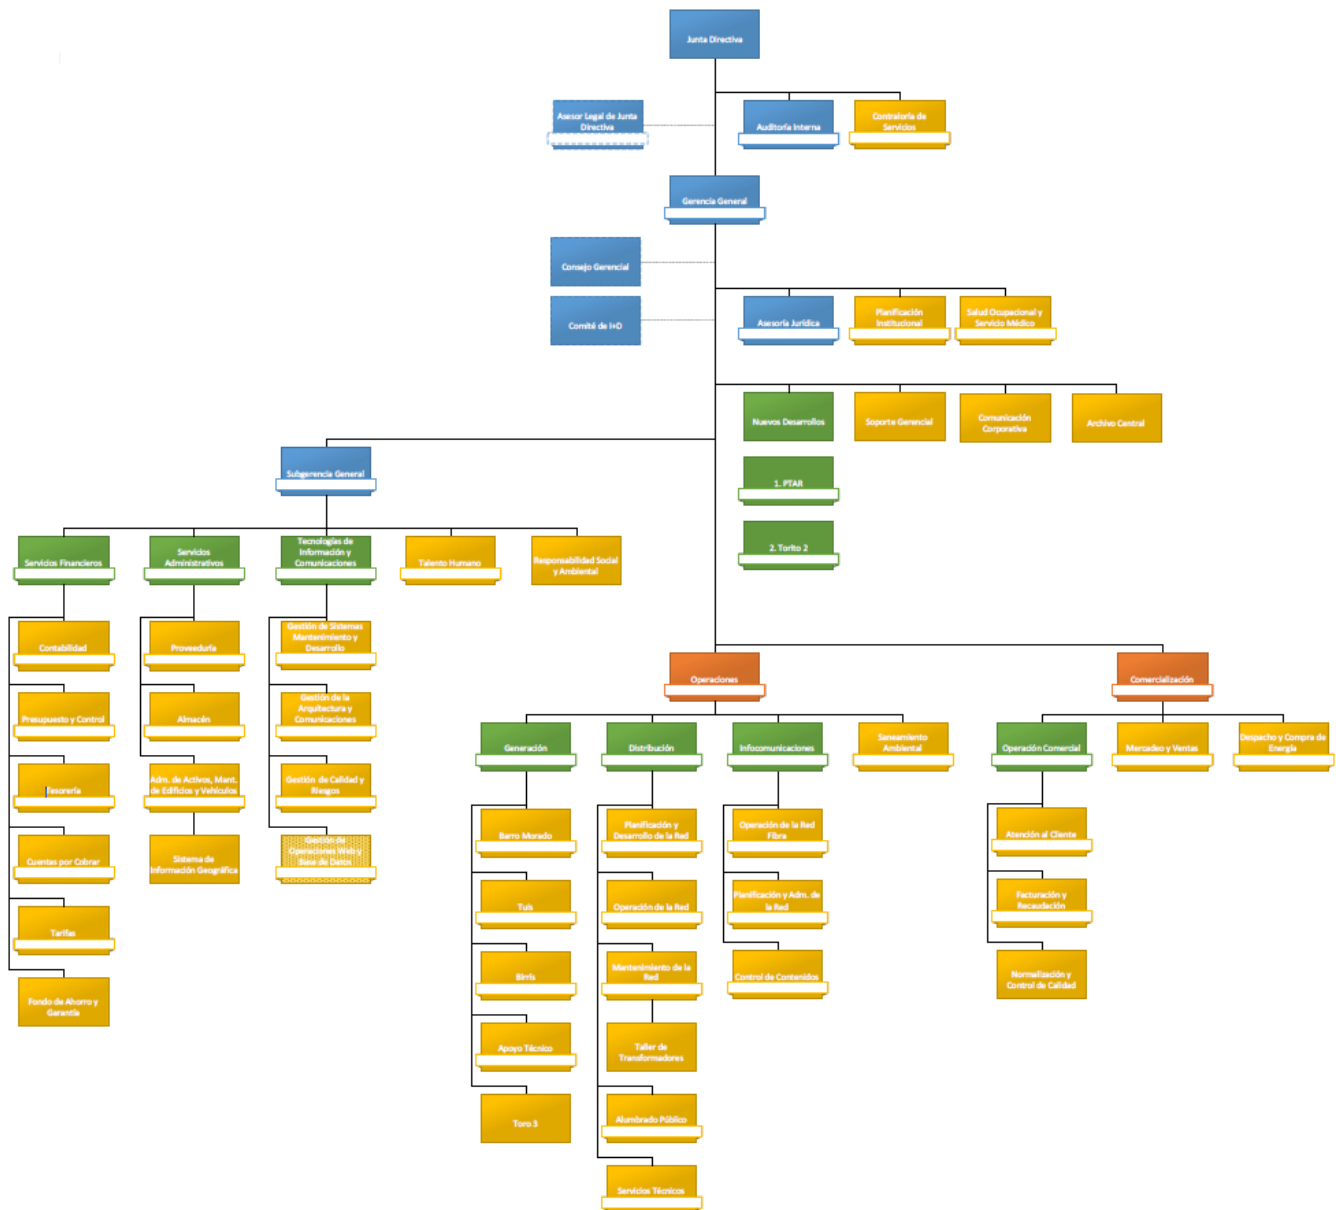 Junta Directiva
Asesor Legal de Junta
Directiva
Auditoría Interna
Contraloría de
Servicios
Gerencia General
Consejo Gerencial
Comité de I+D
Asesoría Jurídica
Planificación
Institucional
Salud Ocupacional y
Servicio Médico
Nuevos Desarrollos
Soporte Gerencial
Comunicación
Corporativa
Archivo Central
1. PTAR
2. Torito 2
Subgerencia General
Servicios Financieros
Servicios
Administrativos
Tecnologías de
Información y
Comunicaciones
Talento Humano
Responsabilidad Social
y Ambiental
Contabilidad
Presupuesto y Control
Tesorería
Cuentas por Cobrar
Tarifas
Fondo de Ahorro y
Garantía
Proveeduría
Almacén
Adm. de Activos, Mant.
de Edificios y Vehículos
Sistema de
Información Geográfica
Gestión de Sistemas
Mantenimiento y
Desarrollo
Gestión de la
Arquitectura y
Comunicaciones
Gestión de Calidad y
Riesgos
Gestión de
Operaciones Web y
Base de Datos
Operaciones
Comercialización
Generación
Distribución
Infocomunicaciones
Saneamiento
Ambiental
Operación Comercial
Mercadeo y Ventas
Despacho y Compra de
Energía
Barro Morado
Tuis
Birris
Apoyo Técnico
Toro 3
Planificación y
Desarrollo de la Red
Operación de la Red
Mantenimiento de la
Red
Taller de
Transformadores
Alumbrado Público
Servicios Técnicos
Operación de la Red
Fibra
Planificación y Adm. de
la Red
Control de Contenidos
Atención al Cliente
Facturación y
Recaudación
Normalización y
Control de Calidad